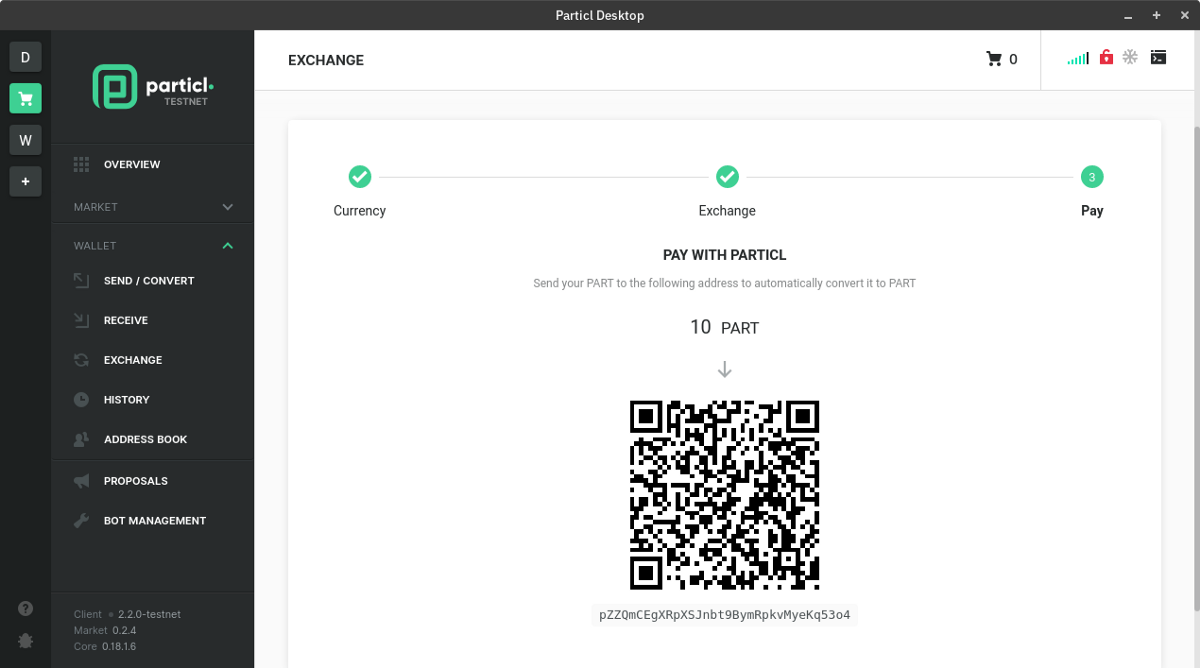 Particl Desktop
D
W
+
particl
TESTNET
OVERVIEW
MARKET
WALLET
SEND / CONVERT
RECEIVE
EXCHANGE
HISTORY
ADDRESS BOOK
PROPOSALS
BOT MANAGEMENT
Client 2.2.0-testnet
Market 0.2.4
Core 0.18.1.6
EXCHANGE
0
3
Currency
Exchange
Pay
PAY WITH PARTICL
Send your PART to the following address to automatically convert it to PART
10 PART
pZZQmCEgXRpXSJnbt9BymRpkvMyeKq53o4